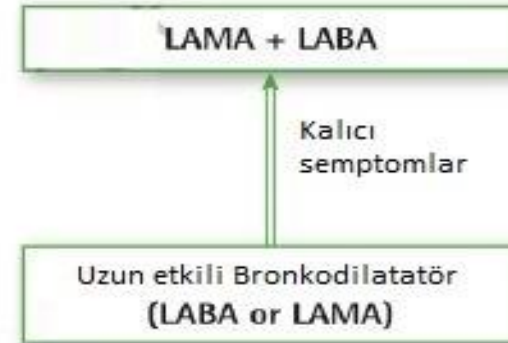 LAMA + LABA
Kalıcı
semptomlar
Uzun etkili Bronkodilatatör
(LABA or LAMA)